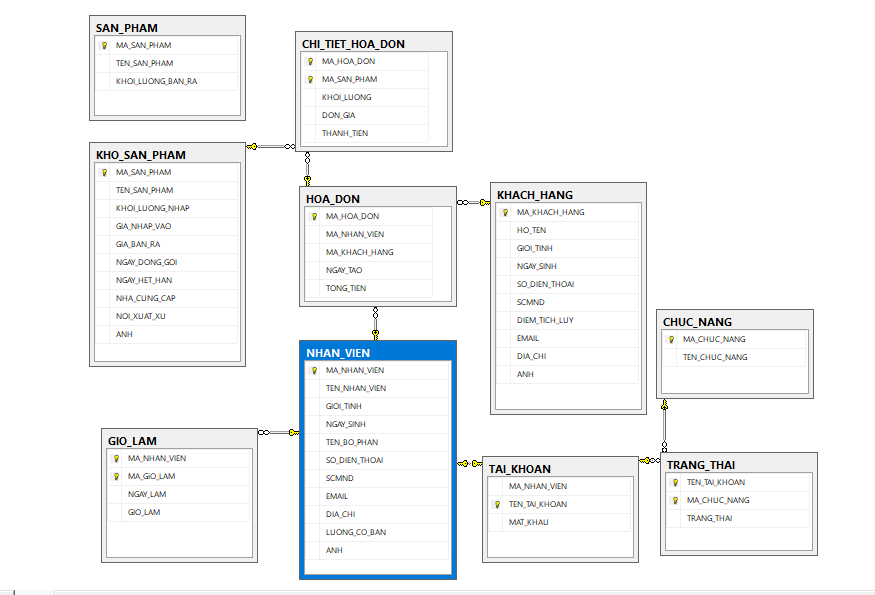 SAN_PHAM
MA_SAN_PHAM
TEN_SAN_PHAM
KHOI_LUONG_BAN_RA
CHI_TIET_HOA_DON
MA_HOA_DON
MA_SAN_PHAM
KHOI_LUONG
DON_GIA
THANH_TIEN
KHO_SAN_PHAM
MA_SAN_PHAM
TEN_SAN_PHAM
KHOI_LUONG_NHAP
GIA_NHAP_VAO
GIA_BAN_RA
NGAY_DONG_GOI
NGAY_HET_HAN
NHA_CUNG_CAP
NOI_XUAT_XU
ANH
HOA_DON
MA_HOA_DON
MA_NHAN_VIEN
MA_KHACH_HANG
NGAY_TAO
TONG_TIEN
KHACH_HANG
MA_KHACH_HANG
HO_TEN
GIOI_TINH
NGAY_SINH
SO_DIEN_THOAI
SCMND
DIEM_TICH_LUY
EMAIL
DIA_CHI
ANH
CHUC_NANG
MA_CHUC_NANG
TEN_CHUC_NANG
NHAN_VIEN
MA_NHAN_VIEN
TEN_NHAN_VIEN
GIOI_TINH
NGAY_SINH
TEN_BO_PHAN
SO_DIEN_THOAI
SCMND
EMAIL
DIA_CHI
LUONG_CO_BAN
ANH
GIO_LAM
MA_NHAN_VIEN
MA_GIO_LAM
NGAY_LAM
GIO_LAM
TAI_KHOAN
MA_NHAN_VIEN
TEN_TAI_KHOAN
MAT_KHAU
TRANG_THAI
TEN_TAI_KHOAN
MA_CHUC_NANG
TRANG_THAI